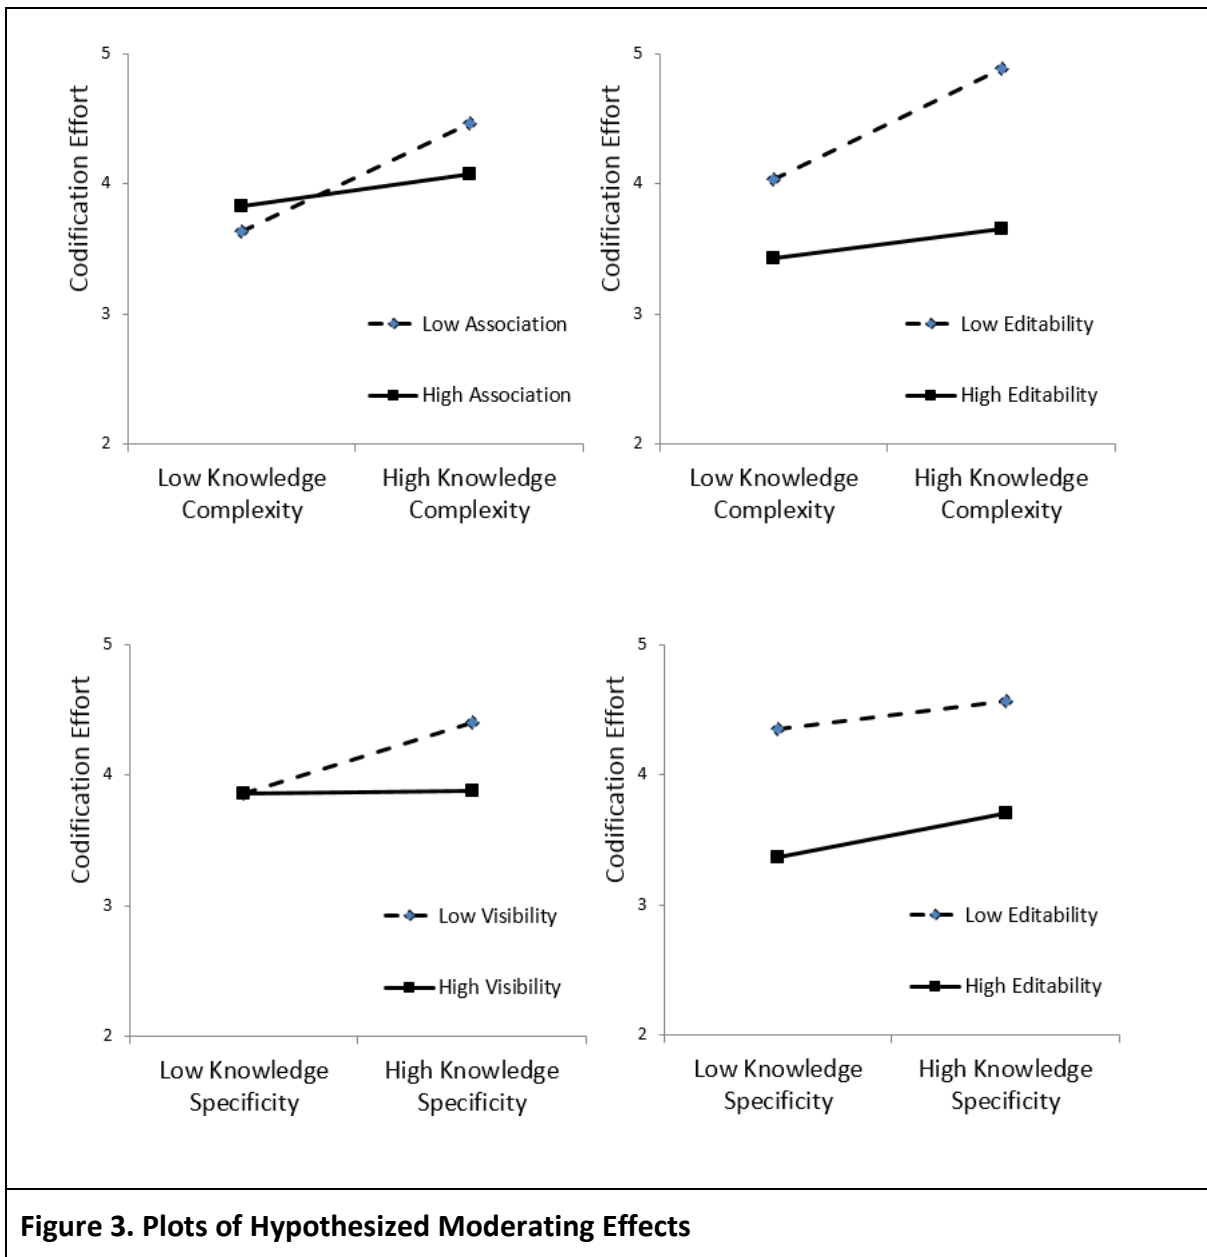 5
4
3
2
Codification Effort
Low Association
High Association
Low Knowledge
Complexity
High Knowledge
Complexity
5
4
3
2
Codification Effort
Low Editability
High Editability
Low Knowledge
Complexity
High Knowledge
Complexity
5
4
3
2
Codification Effort
Low Visibility
High Visibility
Low Knowledge
Specificity
High Knowledge
Specificity
5
4
3
2
Codification Effort
Low Editability
High Editability
Low Knowledge
Specificity
High Knowledge
Specificity
Figure 3. Plots of Hypothesized Moderating Effects